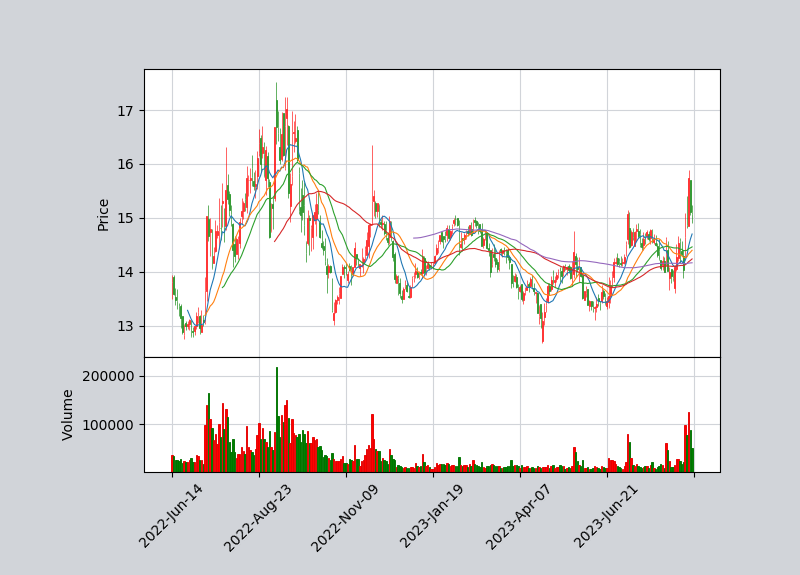 17
16
15
14
13
Price
200000
100000
Volume
2022-Jun-14
2022-Aug-23
2022-Nov-09
2023-Jan-19
2023-Apr-07
2023-Jun-21